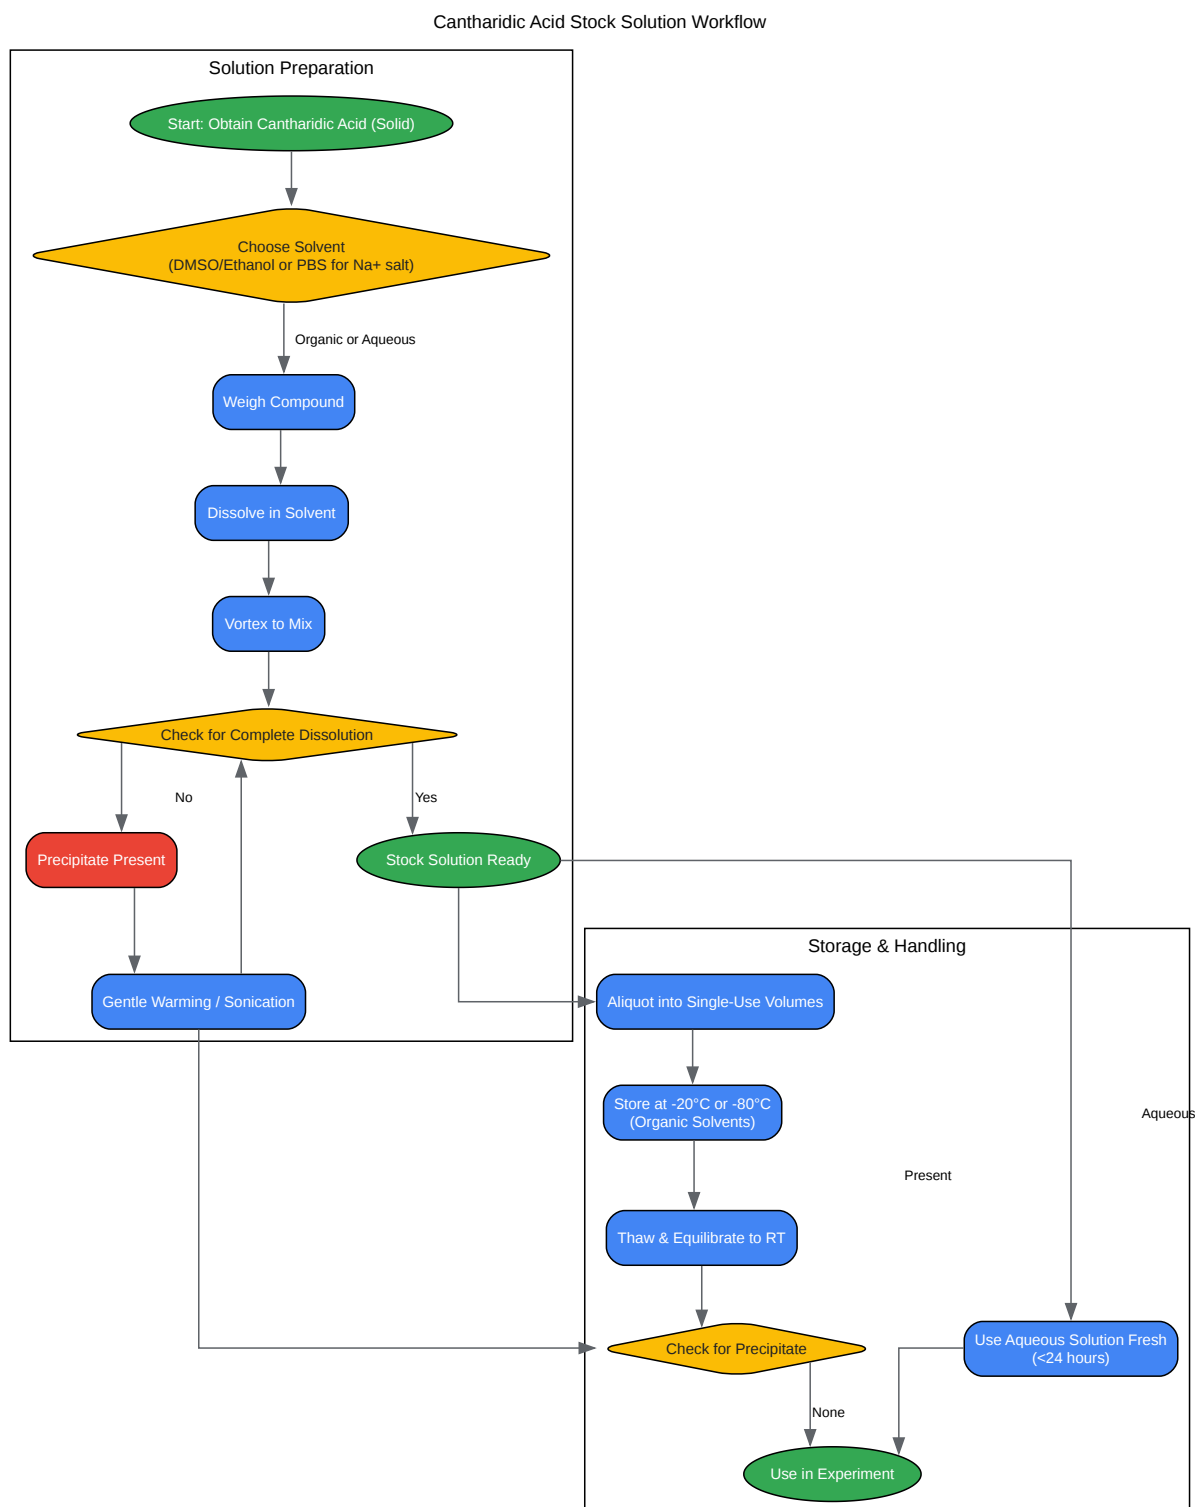 Cantharidic Acid Stock Solution Workflow
Solution Preparation
Start: Obtain Cantharidic Acid (Solid)
Choose Solvent
(DMSO/Ethanol or PBS for Na+ salt)
Organic or Aqueous
Weigh Compound
Dissolve in Solvent
Vortex to Mix
Check for Complete Dissolution
No
Yes
Precipitate Present
Stock Solution Ready
Gentle Warming / Sonication
Storage & Handling
Aliquot into Single-Use Volumes
Store at -20°C or -80°C
(Organic Solvents)
Aqueous
Present
Thaw & Equilibrate to RT
Check for Precipitate
Use Aqueous Solution Fresh
(<24 hours)
None
Use in Experiment